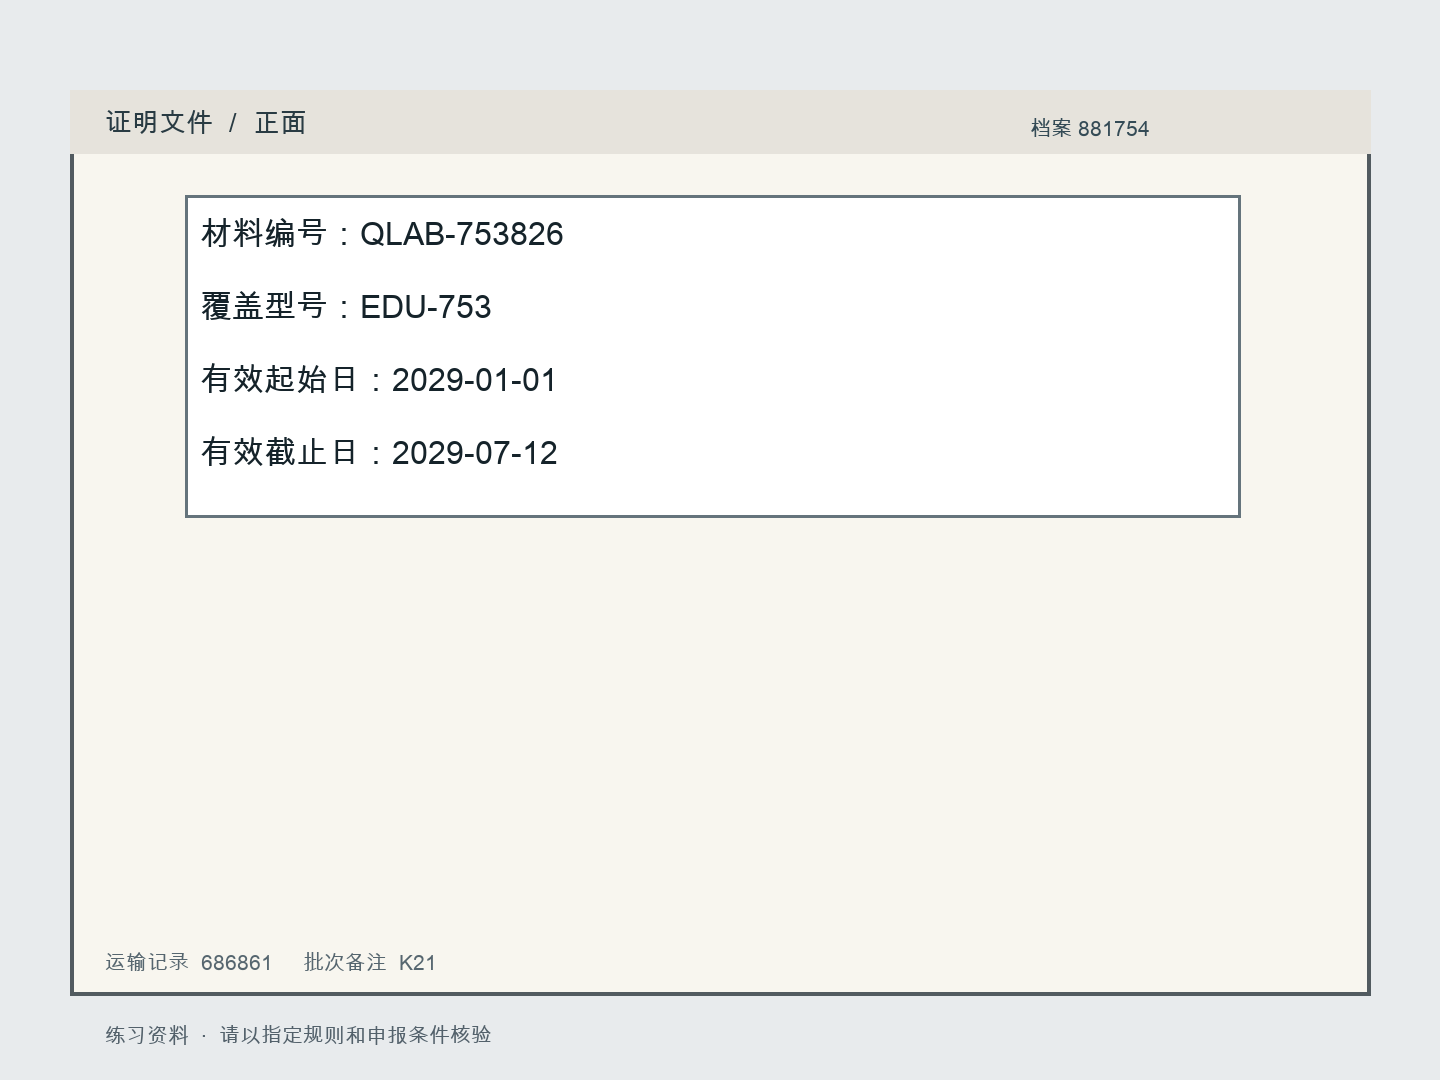 证明文件 / 正面
档案 881754
材料编号：QLAB-753826
覆盖型号：EDU-753
有效起始日：2029-01-01
有效截止日：2029-07-12
运输记录 686861 批次备注 K21
练习资料 · 请以指定规则和申报条件核验